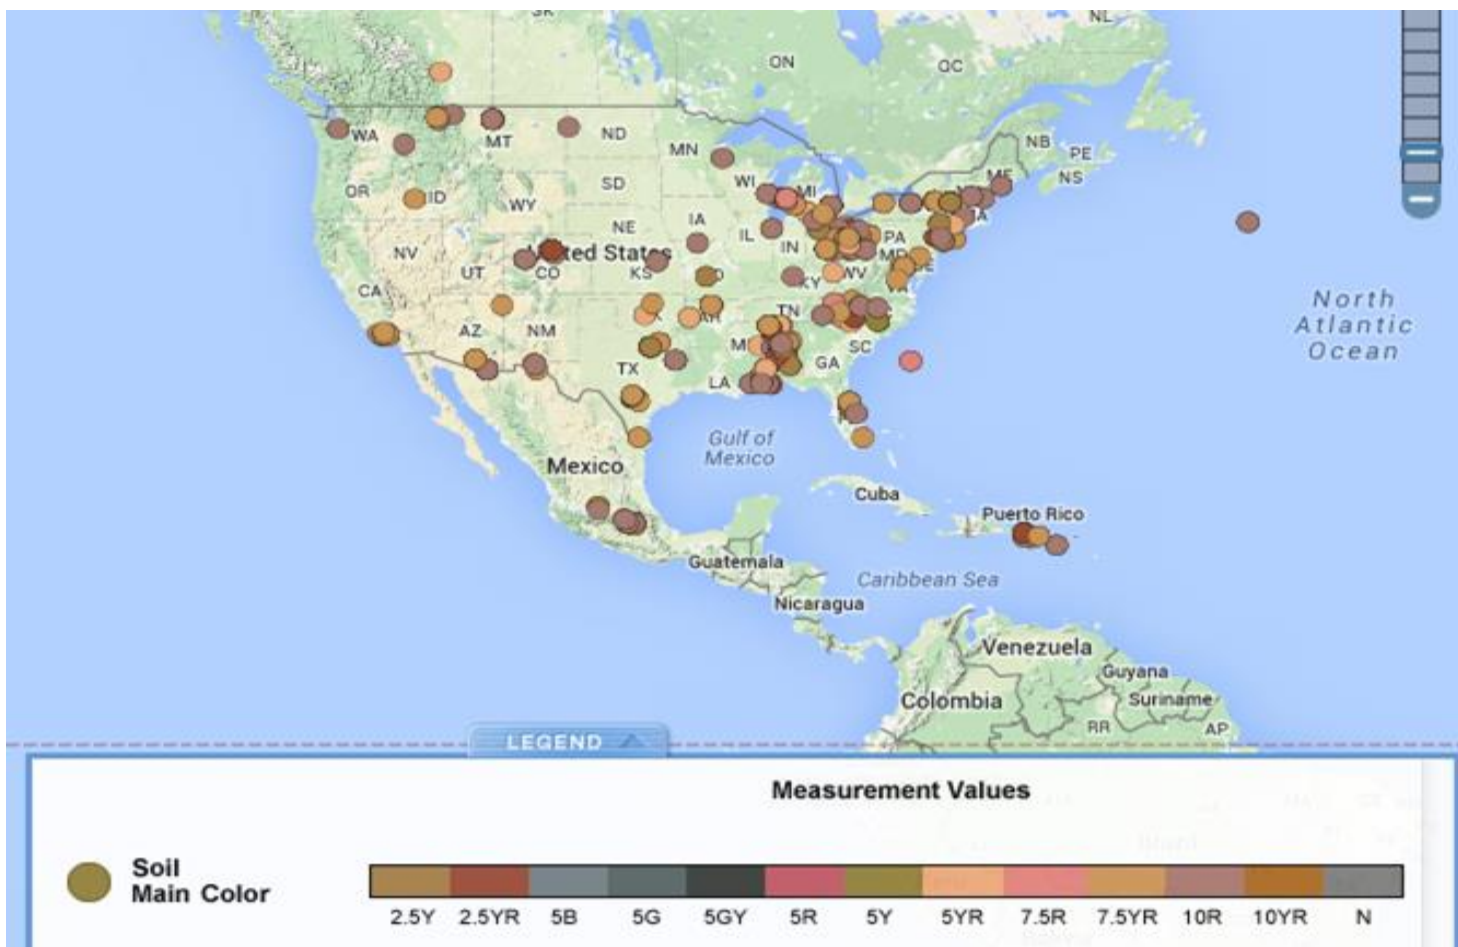 SK
NL
ON
QC
WA
MT
ND
MN
NB
PE
NS
ME
OR
ID
SD
WI
MI
WY
IA
NE
IL
IN
PA
NV
United States
UT
CO
KS
WV
KY
VA
CA
AZ
NM
TN
AR
SC
TX
GA
LA
North
Atlantic
Ocean
Gulf of
Mexico
Mexico
Cuba
Puerto Rico
Guatemala
Caribbean Sea
Nicaragua
Venezuela
Guyana
Suriname
Colombia
RR
AP
LEGEND
Measurement Values
Soil
Main Color
2.5Y 2.5YR 5B 5G 5GY 5R 5Y 5YR 7.5R 7.5YR 10R 10YR N